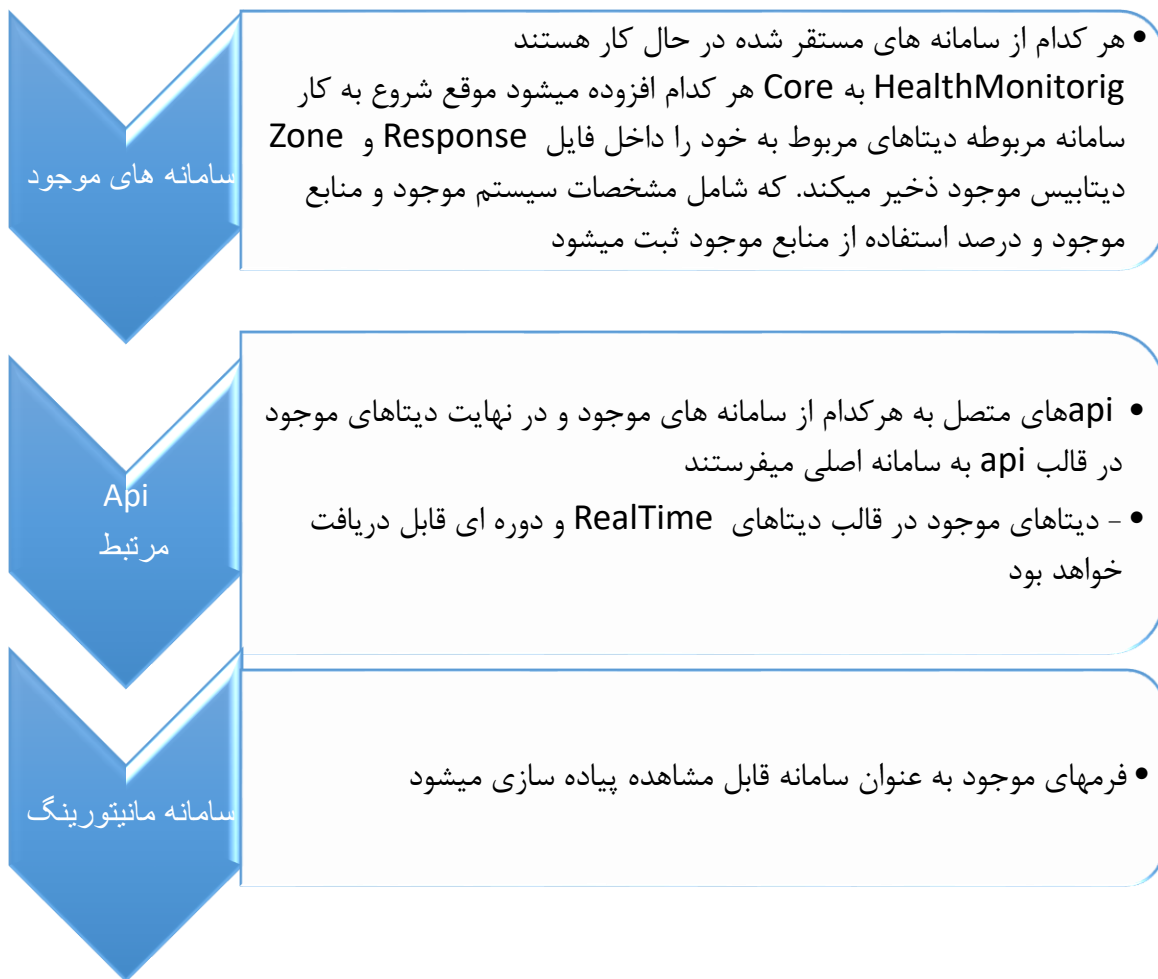 سامانه های موجود
• هر کدام از سامانه های مستقر شده در حال کار هستند
HealthMonitorig به Core هر کدام افزوده میشود موقع شروع به کار
سامانه مربوطه دیتاهای مربوط به خود را داخل فایل Response و Zone
دیتابیس موجود ذخیر میکند. که شامل مشخصات سیستم موجود و منابع
موجود و درصد استفاده از منابع موجود ثبت میشود
Api
مرتبط
• apiهای متصل به هرکدام از سامانه های موجود و در نهایت دیتاهای موجود
در قالب api به سامانه اصلی میفرستند
• - دیتاهای موجود در قالب دیتاهای RealTime و دوره ای قابل دریافت
خواهد بود
سامانه مانیتورینگ
• فرمهای موجود به عنوان سامانه قابل مشاهده پیاده سازی میشود